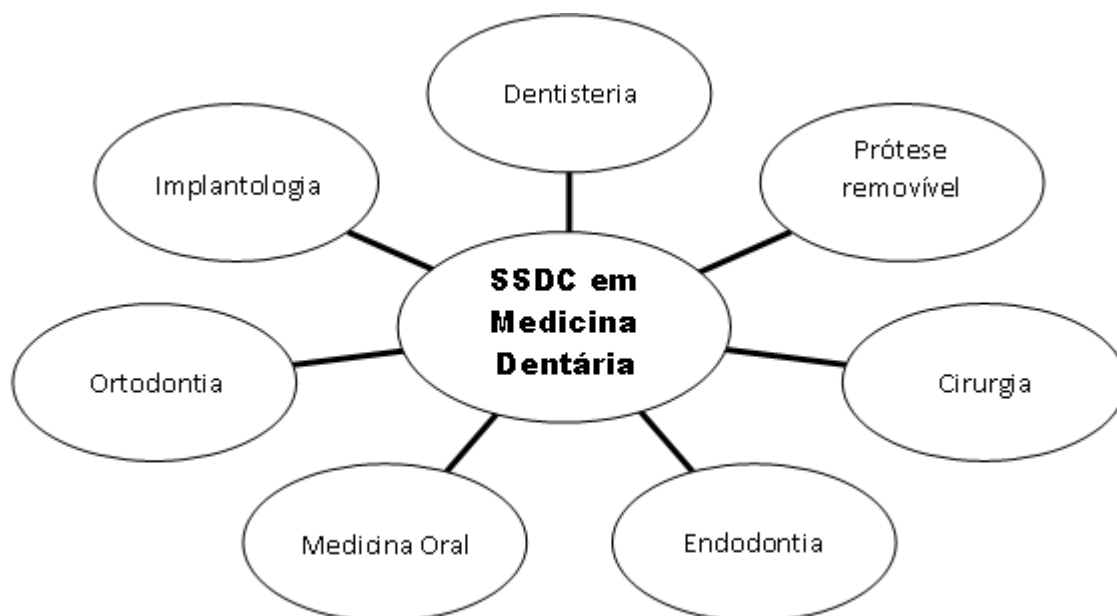 Dentisteria
Prótese
removível
Implantologia
SSDC em
Medicina
Dentária
Ortodontia
Cirurgia
Medicina Oral
Endodontia